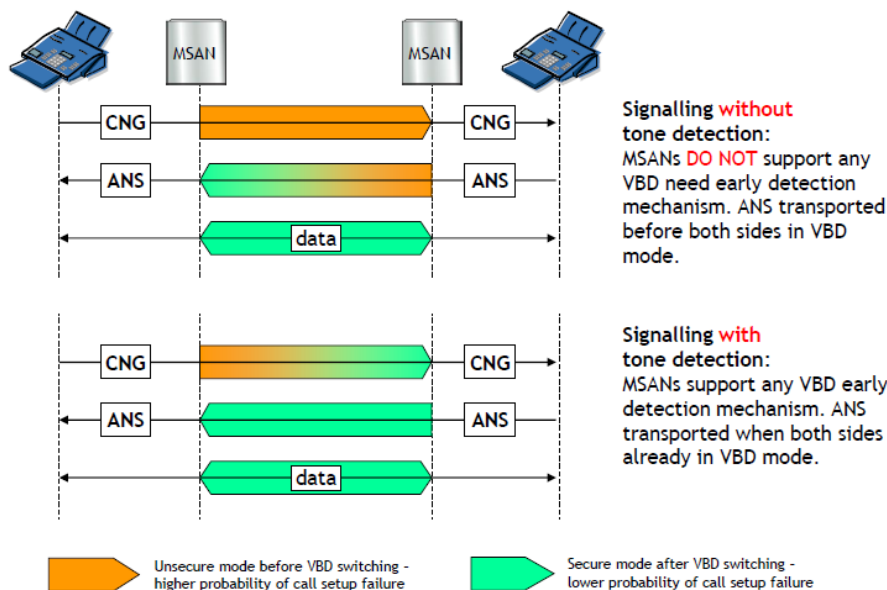 MSAN
MSAN
CNG
CNG
ANS
ANS
data
Signalling without
tone detection:
MSANs DO NOT support any
VBD need early detection
mechanism. ANS transported
before both sides in VBD
mode.
CNG
CNG
ANS
ANS
data
Signalling with
tone detection:
MSANs support any VBD early
detection mechanism. ANS
transported when both sides
already in VBD mode.
Unsecure mode before VBD switching –
higher probability of call setup failure
Secure mode after VBD switching –
lower probability of call setup failure